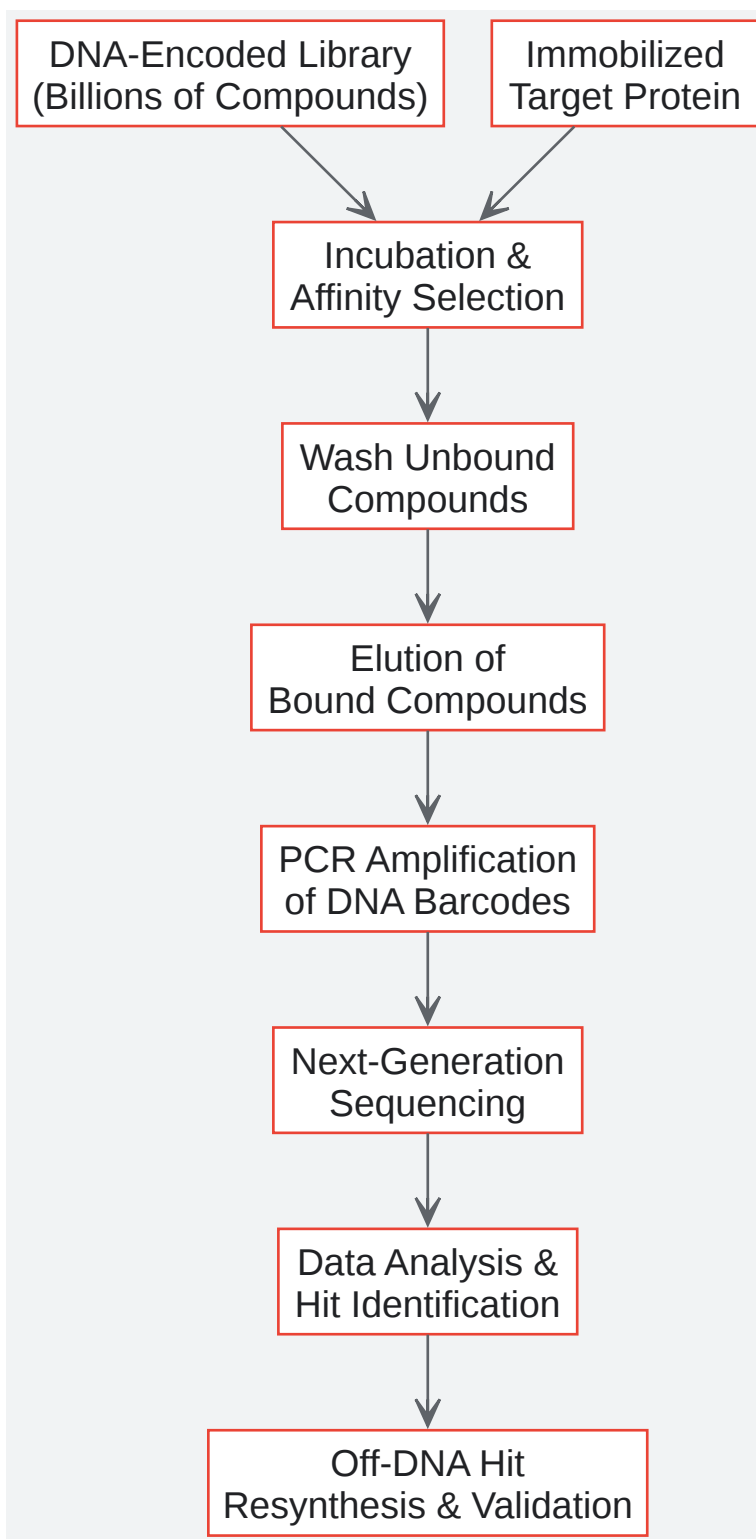 DNA-Encoded Library
(Billions of Compounds)
Immobilized
Target Protein
Incubation &
Affinity Selection
Wash Unbound
Compounds
Elution of
Bound Compounds
PCR Amplification
of DNA Barcodes
Next-Generation
Sequencing
Data Analysis &
Hit Identification
Off-DNA Hit
Resynthesis & Validation